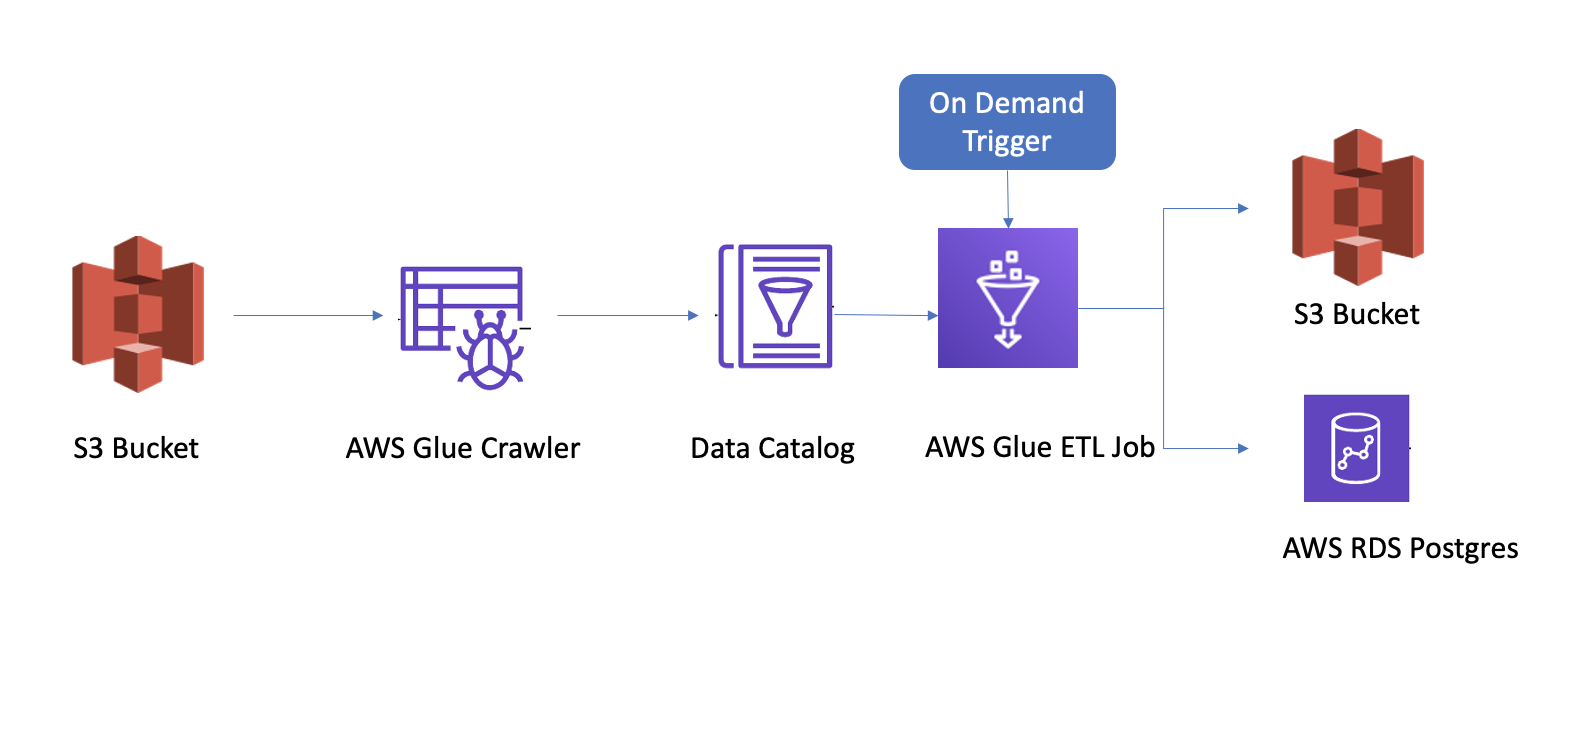 On Demand
Trigger
S3 Bucket
AWS Glue Crawler
Data Catalog
AWS Glue ETL Job
S3 Bucket
AWS RDS Postgres